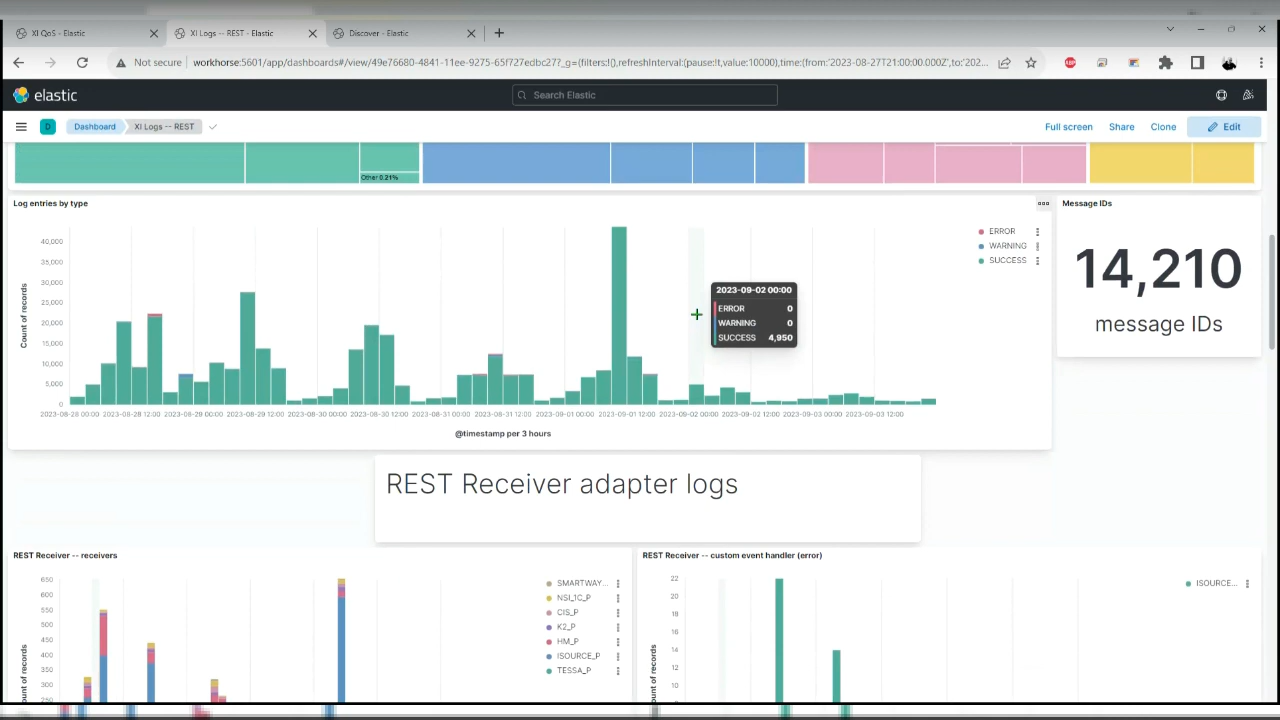 XI QoS - Elastic
XI Logs -- REST - Elastic
Discover - Elastic
Not secure
workhorse:5601/app/dashboards#/view/49e76680-4841-11ee-9275-65f727edbc27?_g=(filters:!(),refreshInterval:(pause:!t,value:10000),time:(from:'2023-08-27T21:00:00.000Z',to:'202...
ABP
elastic
Search Elastic
D
Dashboard
XI Logs -- REST
Full screen
Share
Clone
Edit
Other 0.21%
Log entries by type
Message IDs
40,000
35,000
30,000
25,000
20,000
15,000
10,000
5,000
0
Count of records
2023-08-28 00:00 2023-08-28 12:00 2023-08-29 00:00 2023-08-29 12:00 2023-08-30 00:00 2023-08-30 12:00 2023-08-31 00:00 2023-08-31 12:00 2023-09-01 00:00 2023-09-01 12:00 2023-09-02 00:00 2023-09-02 12:00 2023-09-03 00:00 2023-09-03 12:00
@timestamp per 3 hours
2023-09-02 00:00
ERROR 0
WARNING 0
SUCCESS 4,950
ERROR
WARNING
SUCCESS
14,210
message IDs
REST Receiver adapter logs
REST Receiver -- receivers
650
600
550
500
450
400
350
300
250
SMARTWAY...
NSI_1C_P
CIS_P
K2_P
HM_P
ISOURCE_P
TESSA_P
REST Receiver -- custom event handler (error)
22
20
18
16
14
12
10
of records
ISOURCE...